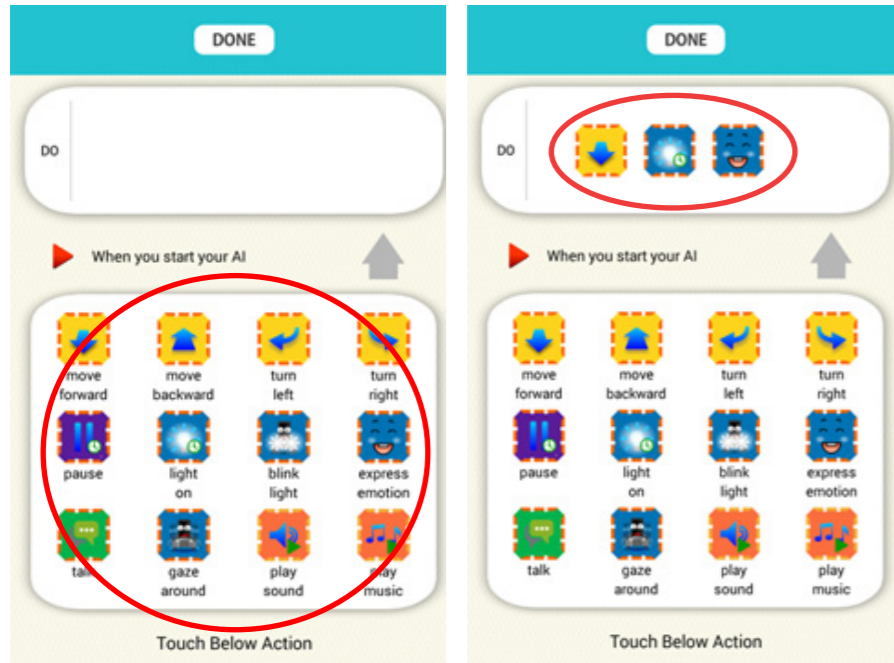 DONE
DO
When you start your AI
move
forward
move
backward
turn
left
turn
right
pause
light
on
blink
light
express
emotion
talk
gaze
around
play
sound
play
music
Touch Below Action
DONE
DO
When you start your AI
move
forward
move
backward
turn
left
turn
right
pause
light
on
blink
light
express
emotion
talk
gaze
around
play
sound
play
music
Touch Below Action